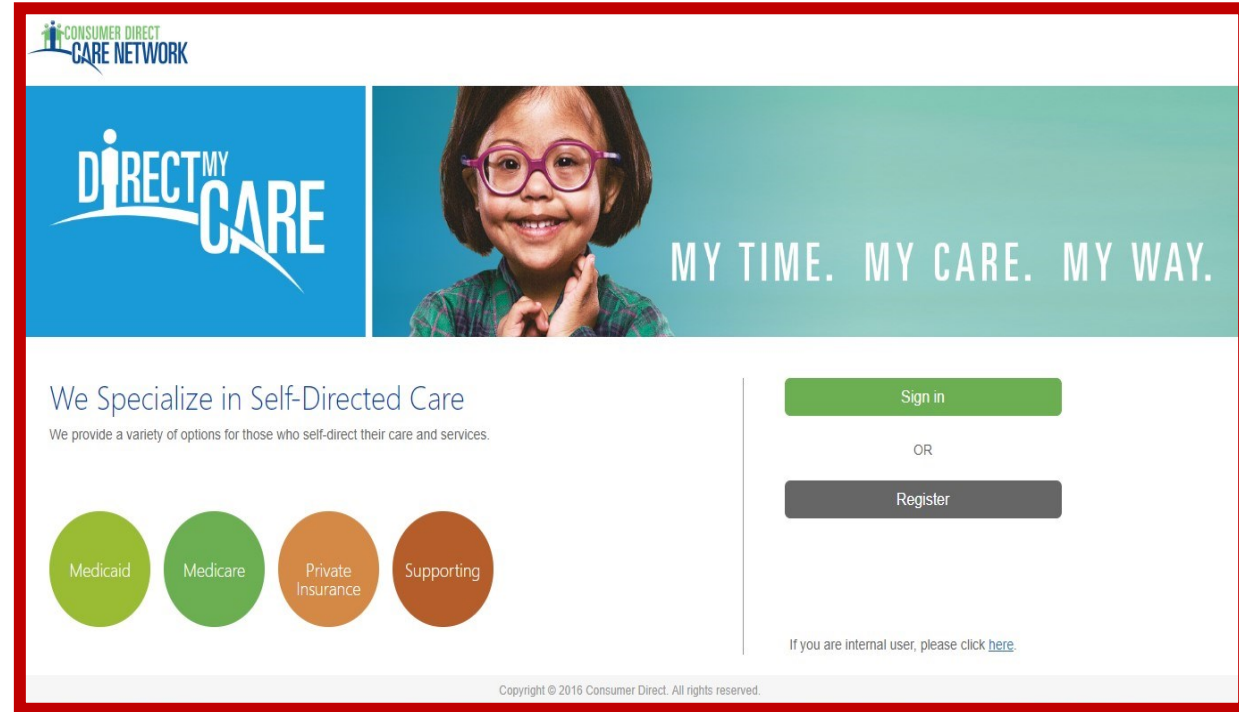 CONSUMER DIRECT
CARE NETWORK
DIRECT MY
CARE
MY TIME. MY CARE. MY WAY.
We Specialize in Self-Directed Care
We provide a variety of options for those who self-direct their care and services.
Sign in
OR
Register
Medicaid
Medicare
Private
Insurance
Supporting
If you are internal user, please click here.
Copyright © 2016 Consumer Direct. All rights reserved.